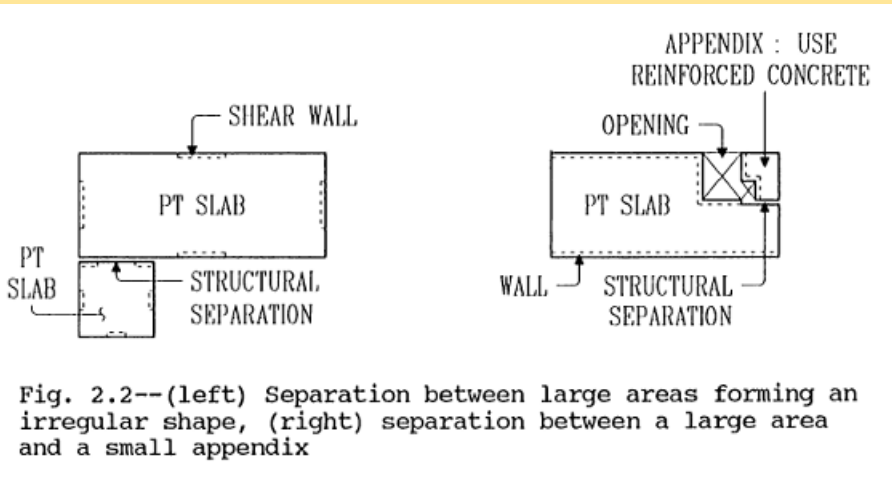 SHEAR WALL
PT SLAB
PT
SLAB
STRUCTURAL
SEPARATION
APPENDIX : USE
REINFORCED CONCRETE
OPENING
PT SLAB
WALL
STRUCTURAL
SEPARATION
Fig. 2.2--(left) Separation between large areas forming an
irregular shape, (right) separation between a large area
and a small appendix